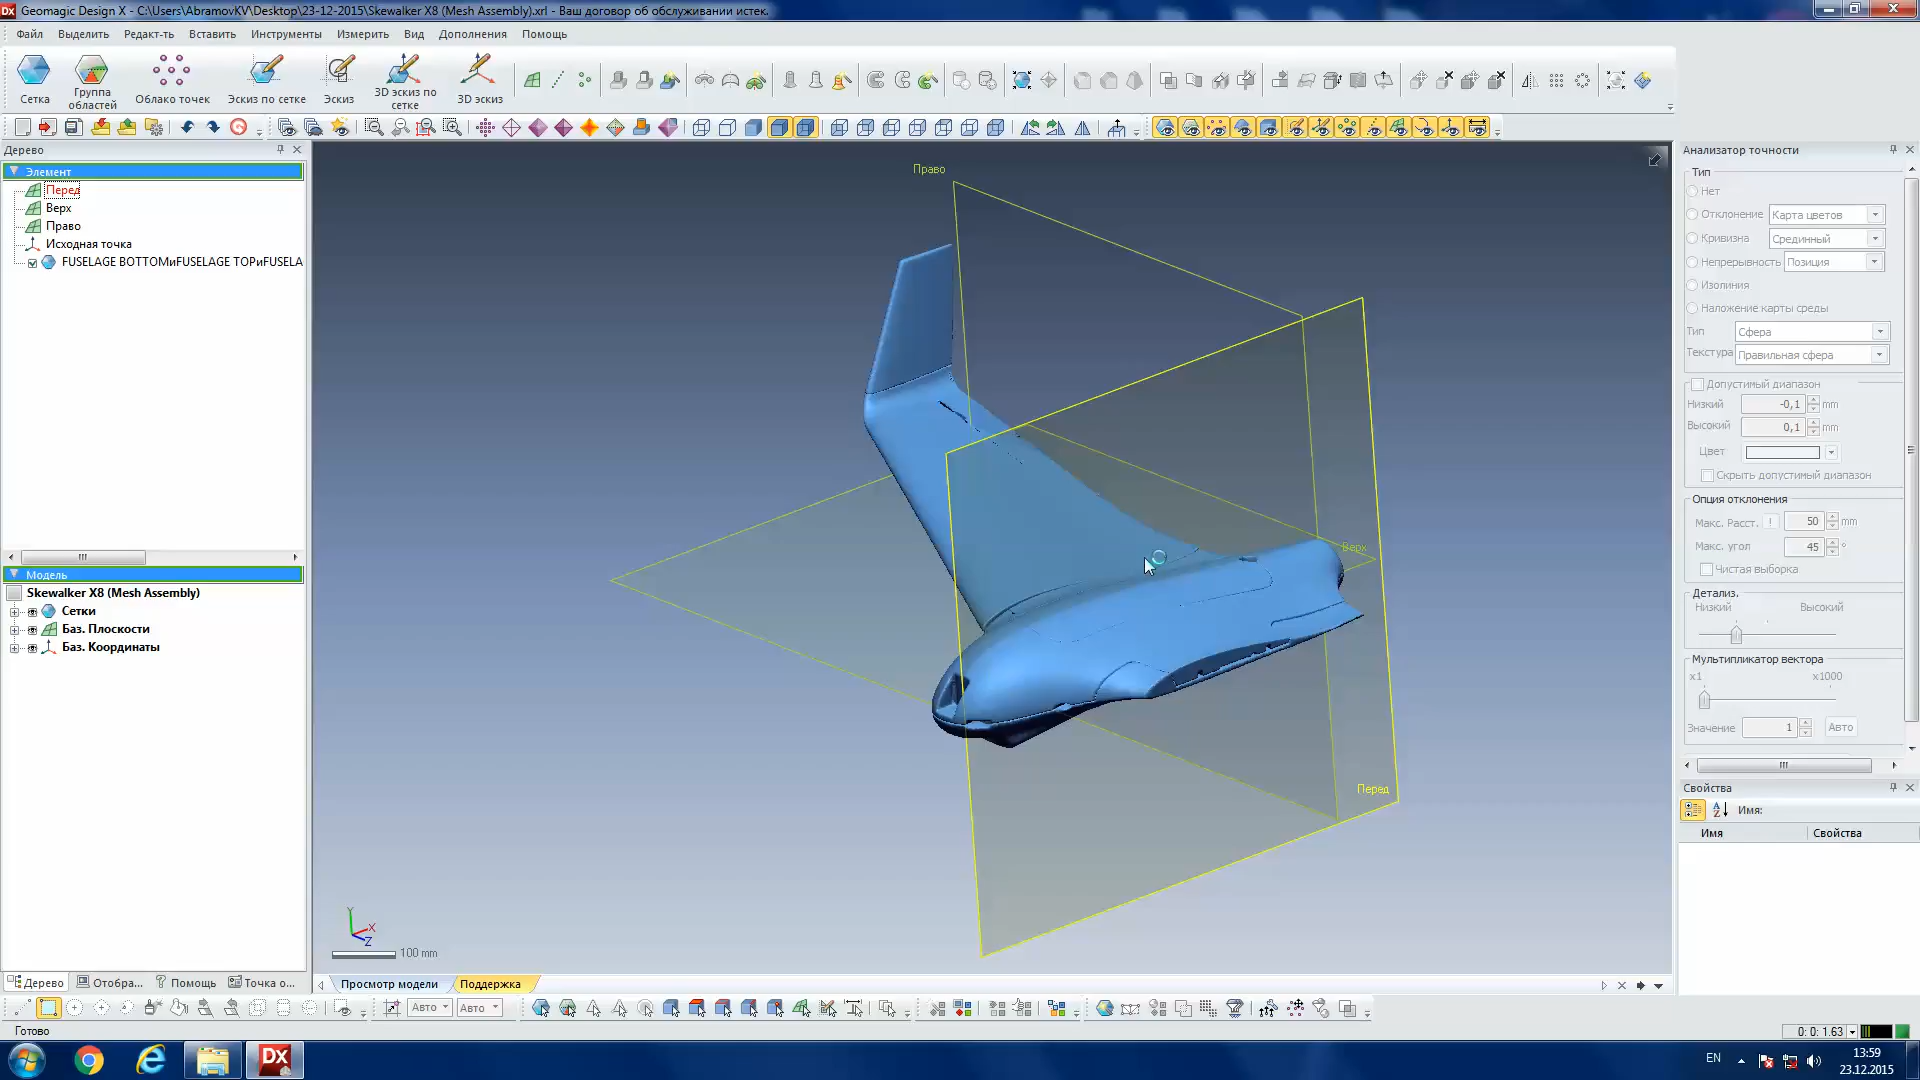 Geomagic Design X - C:\Users\AbramovKV\Desktop\23-12-2015\Skewalker X8 (Mesh Assembly).xrl - Ваш договор об обслуживании истек.
Файл Выделить Редакт-ть Вставить Инструменты Измерить Вид Дополнения Помощь
Сетка
Группа областей
Облако точек
Эскиз по сетке
Эскиз
3D эскиз по сетке
3D эскиз
Дерево
Элемент
Перед
Верх
Право
Исходная точка
FUSELAGE BOTTOMиFUSELAGE TOPиFUSELA
Модель
Skewalker X8 (Mesh Assembly)
Сетки
Баз. Плоскости
Баз. Координаты
Дерево Отобра... Помощь Точка о...
Право
Верх
Перед
Y
X
Z
100 mm
Просмотр модели Поддержка
Авто Авто
Анализатор точности
Тип
Нет
Отклонение Карта цветов
Кривизна Срединный
Непрерывность Позиция
Изолиния
Наложение карты среды
Тип Сфера
Текстура Правильная сфера
Допустимый диапазон
Низкий -0,1 mm
Высокий 0,1 mm
Цвет
Скрыть допустимый диапазон
Опция отклонения
Макс. Расст. ! 50 mm
Макс. угол 45 °
Чистая выборка
Детализ.
Низкий Высокий
Мультипликатор вектора
x1 x1000
Значение 1 Авто
Свойства
Имя:
Имя Свойства
Готово
0: 0: 1.63
EN
13:59
23.12.2015